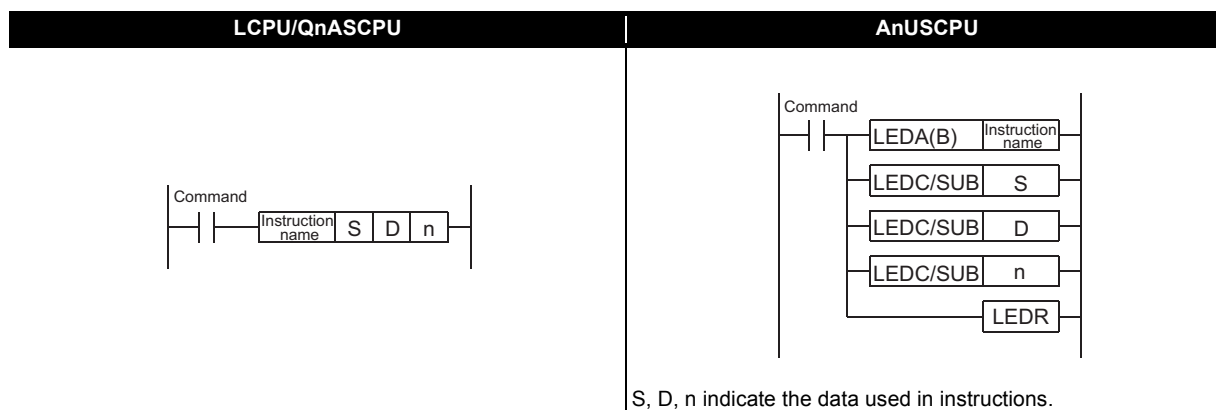 LCPU/QnASCPU
AnUSCPU
Command
Instruction name S D n
Command
LEDA(B) Instruction name
LEDC/SUB S
LEDC/SUB D
LEDC/SUB n
LEDR
S, D, n indicate the data used in instructions.